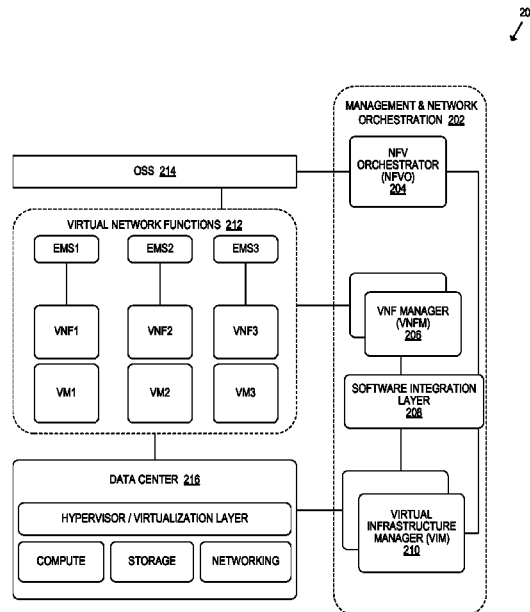 20
MANAGEMENT & NETWORK
ORCHESTRATION 202
NFV
ORCHESTRATOR
(NFVO)
204
OSS 214
VIRTUAL NETWORK FUNCTIONS 212
EMS1
EMS2
EMS3
VNF1
VNF2
VNF3
VM1
VM2
VM3
VNF MANAGER
(VNFM)
206
SOFTWARE INTEGRATION
LAYER
208
DATA CENTER 216
HYPERVISOR / VIRTUALIZATION LAYER
COMPUTE
STORAGE
NETWORKING
VIRTUAL
INFRASTRUCTURE
MANAGER (VIM)
210